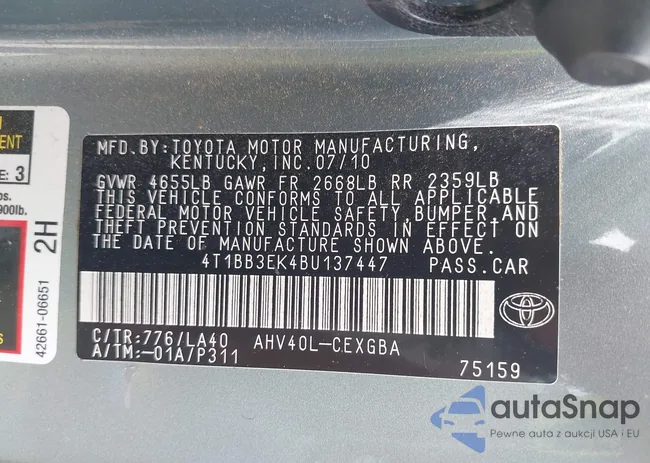 MFD.BY:TOYOTA MOTOR MANUFACTURING,
KENTUCKY,INC.07/10
GVWR 4655LB GAWR FR 2668LB RR 2359LB
THIS VEHICLE CONFORMS TO ALL APPLICABLE
FEDERAL MOTOR VEHICLE SAFETY,BUMPER,AND
THEFT PREVENTION STANDARDS IN EFFECT ON
THE DATE OF MANUFACTURE SHOWN ABOVE.
4T1BB3EK4BU137447 PASS.CAR
C/TR:776/LA40 AHV40L-CEXGBA
A/TM:-01A/P311
75159
3
900lb.
2H
42661-06651
autoSnap
Pewne auta z aukcji USA i EU